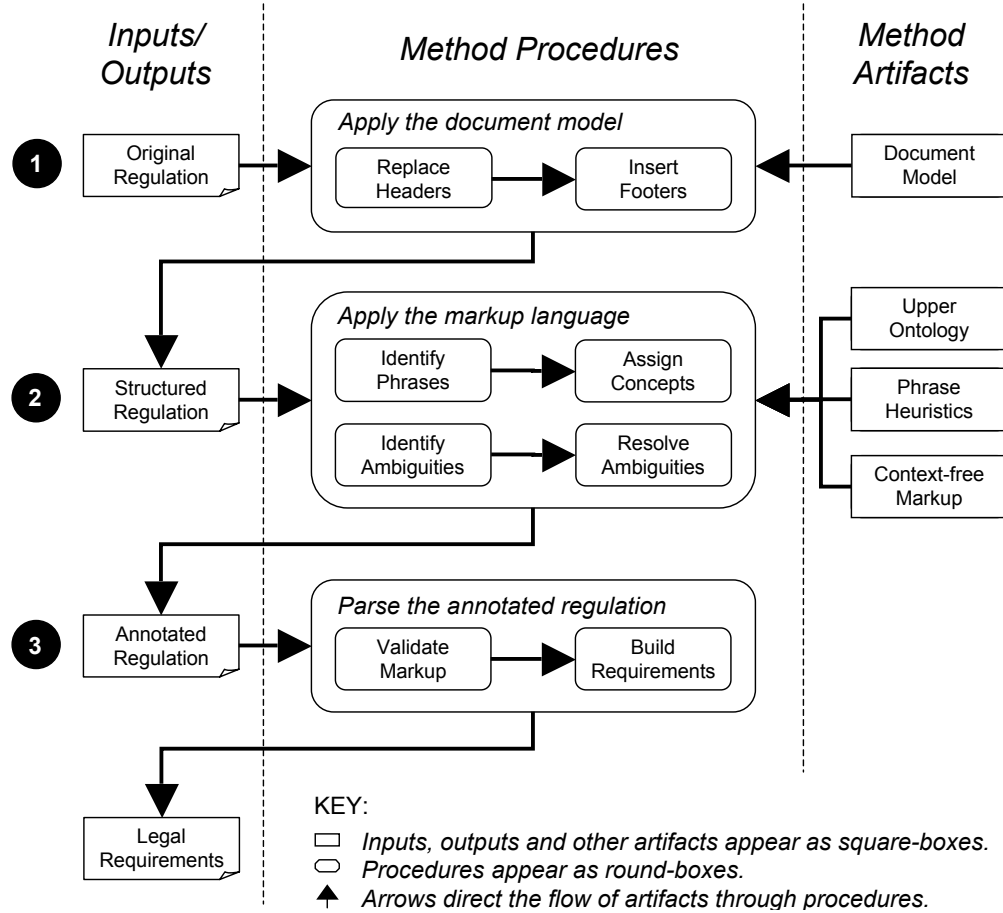 Inputs/
Outputs
Method Procedures
Method
Artifacts
1
Original
Regulation
Apply the document model
Replace
Headers
Insert
Footers
Document
Model
2
Structured
Regulation
Apply the markup language
Identify
Phrases
Assign
Concepts
Identify
Ambiguities
Resolve
Ambiguities
Upper
Ontology
Phrase
Heuristics
Context-free
Markup
3
Annotated
Regulation
Parse the annotated regulation
Validate
Markup
Build
Requirements
Legal
Requirements
KEY:
Inputs, outputs and other artifacts appear as square-boxes.
Procedures appear as round-boxes.
Arrows direct the flow of artifacts through procedures.